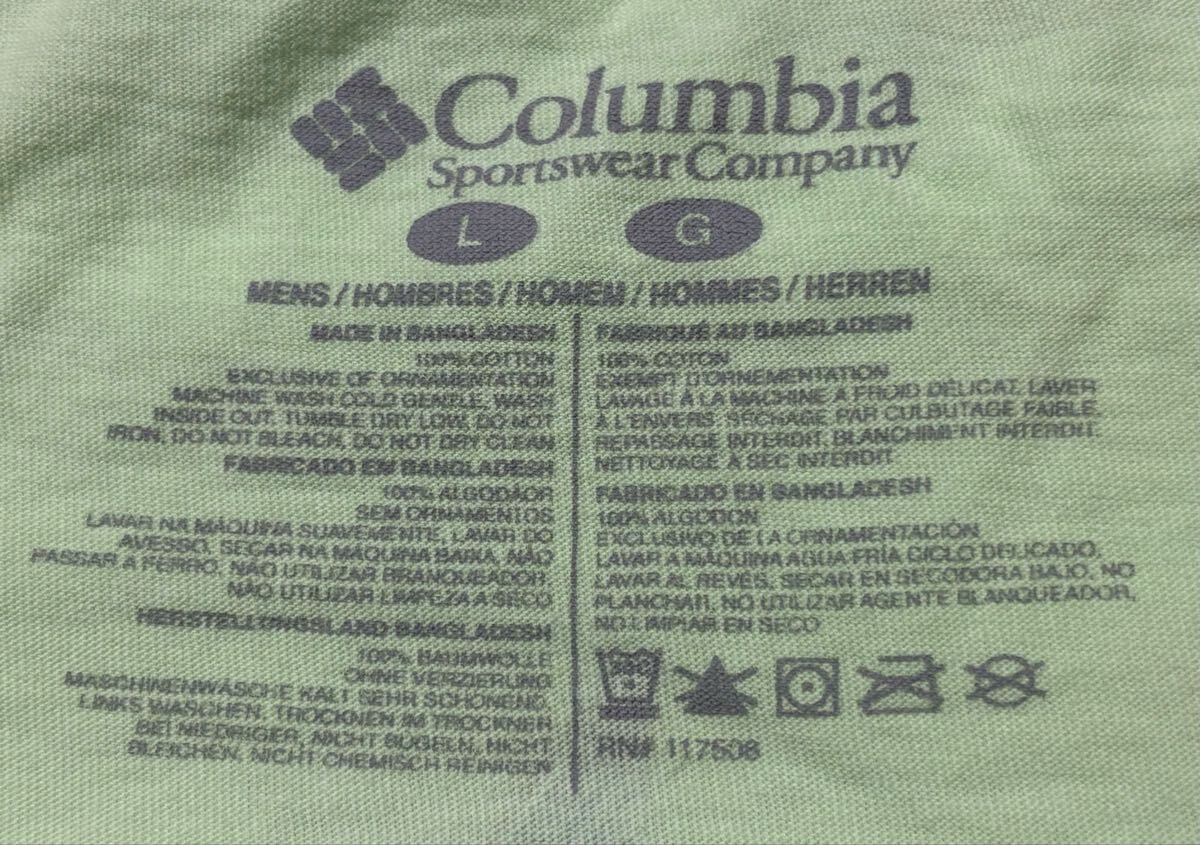 Columbia
Sportswear Company
L G
MENS / HOMBRES / HOMEM / HOMMES / HERREN
MADE IN BANGLADESH
100% COTTON
EXCLUSIVE OF ORNAMENTATION
MACHINE WASH COLD GENTLE, WASH
INSIDE OUT, TUMBLE DRY LOW, DO NOT
IRON, DO NOT BLEACH, DO NOT DRY CLEAN
FABRICADO EN BANGLADESH
100% ALGODÃOR
SEM ORNAMENTOS
LAVAR NA MÁQUINA SUAVEMENTE, LAVAR DO
AVESSO, SECAR NA MÁQUINA BAIXA, NÃO
PASSAR A FERRO, NÃO UTILIZAR BRANQUEADOR,
NÃO UTILIZAR LIMPEZA A SECO
HERSTELLUNGSLAND BANGLADESH
100% BAUMWOLLE
OHNE VERZIERUNG
MASCHINENWÄSCHE KALT SEHR SCHONEND,
LINKS WASCHEN, TROCKNEN IM TROCKNER
BEI NIEDRIGER, NICHT BÜGELN, NICHT
BLEICHEN, NICHT CHEMISCH REINIGEN
FABRIQUÉ AU BANGLADESH
100% COTON
EXEMPT D'ORNEMENTATION
LAVAGE À LA MACHINE À FROID DÉLICAT, LAVER
À L'ENVERS, SÉCHAGE PAR CULBUTAGE FAIBLE,
REPASSAGE INTERDIT, BLANCHIMENT INTERDIT,
NETTOYAGE À SEC INTERDIT
FABRICADO EN BANGLADESH
100% ALGODON
EXCLUSIVO DE LA ORNAMENTACIÓN
LAVAR A MÁQUINA AGUA FRÍA CICLO DELICADO,
LAVAR AL REVÉS, SECAR EN SECODORA BAJO, NO
PLANCHAR, NO UTILIZAR AGENTE BLANQUEADOR,
NO LIMPIAR EN SECO
RN# 117508